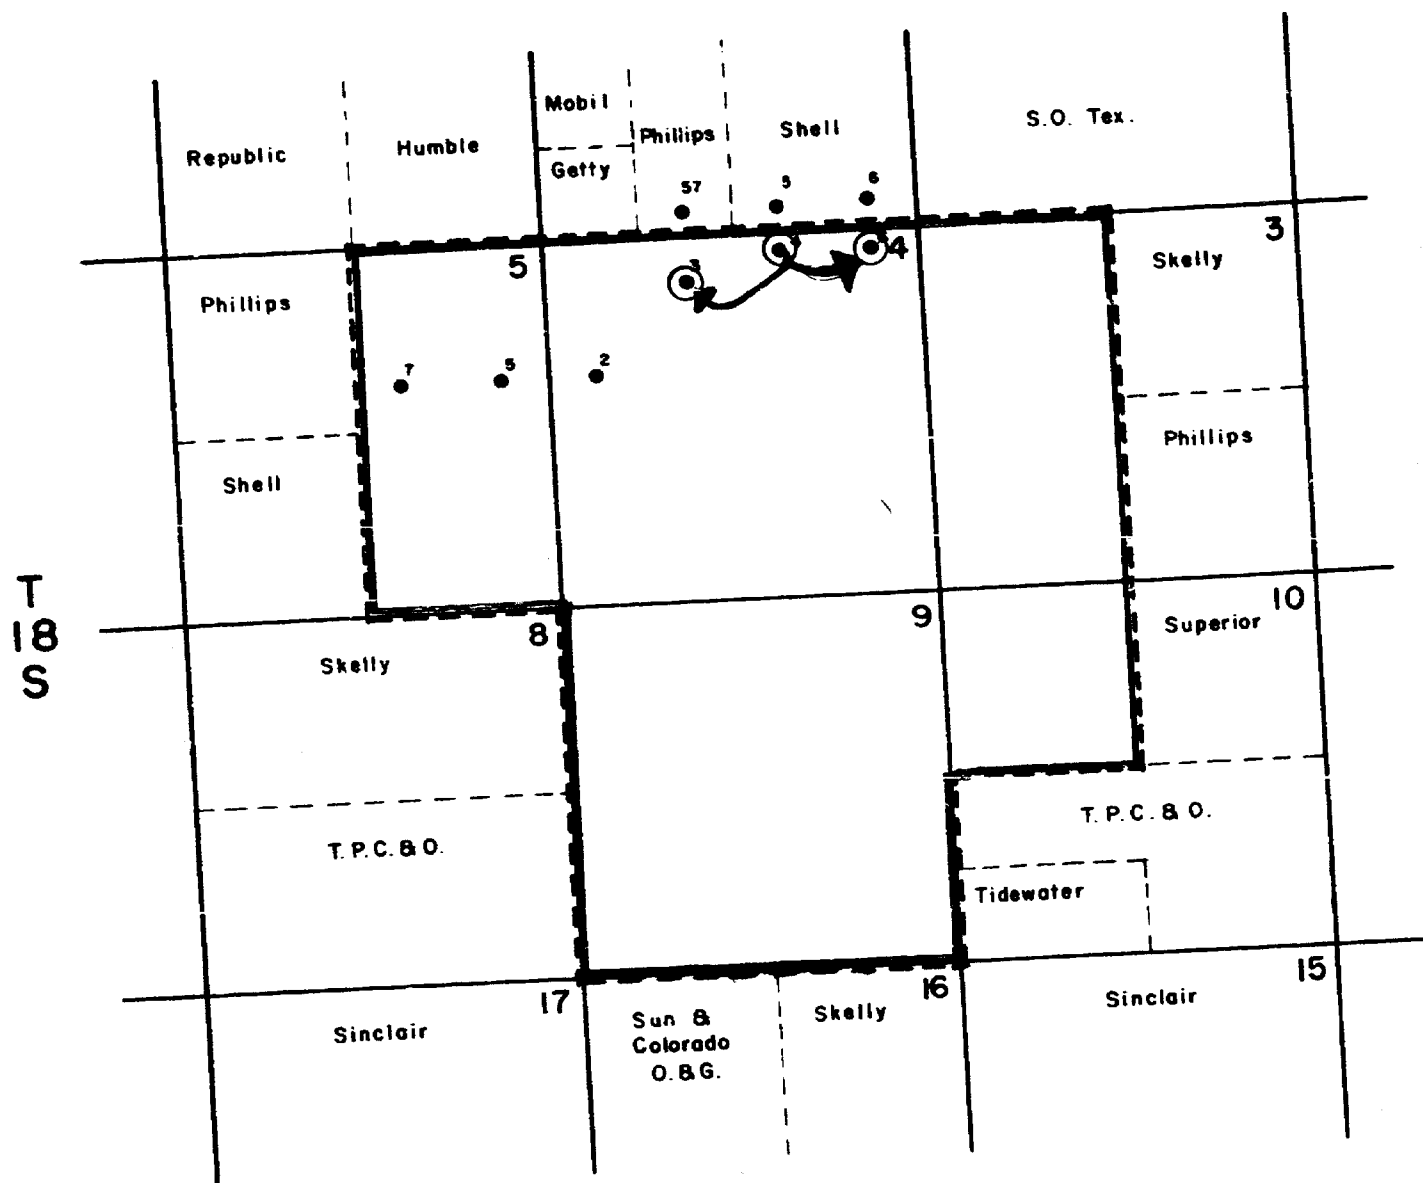 Mobil
S.O. Tex.
Shell
Phillips
Humble
Republic
Getty
57
5
6
3
4
5
3
Skelly
Phillips
7
5
2
Phillips
Shell
T
18
S
8
9
10
Superior
Skelly
T.P.C.&O.
T.P.C.&O.
Tidewater
17
16
15
Sinclair
Sun &
Colorado
O.&G.
Skelly
Sinclair